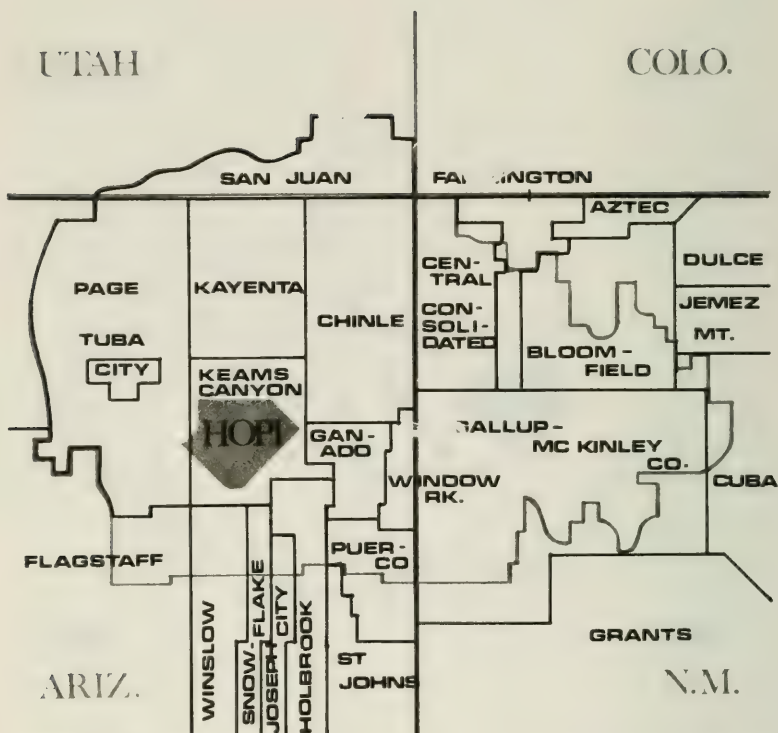 UTAH
COLO.
SAN JUAN
AZTEC
PAGE
KAYENTA
CHINLE
CEN-
TRAL
CON-
SOLI-
DATED
DULCE
JEMEZ
MT.
TUBA
CITY
BLOOM-
FIELD
KEAMS
CANYON
HOPI
GAN-
ADO
MC KINLEY
CO.
WINDOW
RK.
CUBA
FLAGSTAFF
PUER-
CO
WINSLOW
SNOW-FLAKE
JOSEPH CITY
HOLBROOK
ST
JOHNS
GRANTS
ARIZ.
N.M.